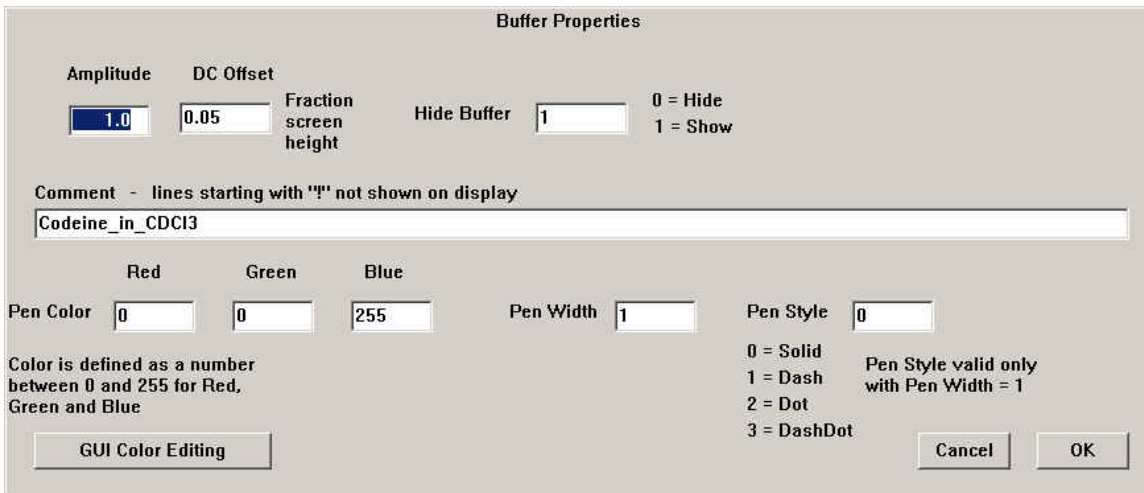 Buffer Properties
Amplitude DC Offset
1.0 0.05 Fraction screen height Hide Buffer 1 0 = Hide
1 = Show
Comment - lines starting with "!" not shown on display
Codeine_in_CDCl3
Red Green Blue
Pen Color 0 0 255 Pen Width 1 Pen Style 0
Color is defined as a number
between 0 and 255 for Red,
Green and Blue
0 = Solid
1 = Dash
2 = Dot
3 = DashDot
Pen Style valid only
with Pen Width = 1
GUI Color Editing Cancel OK